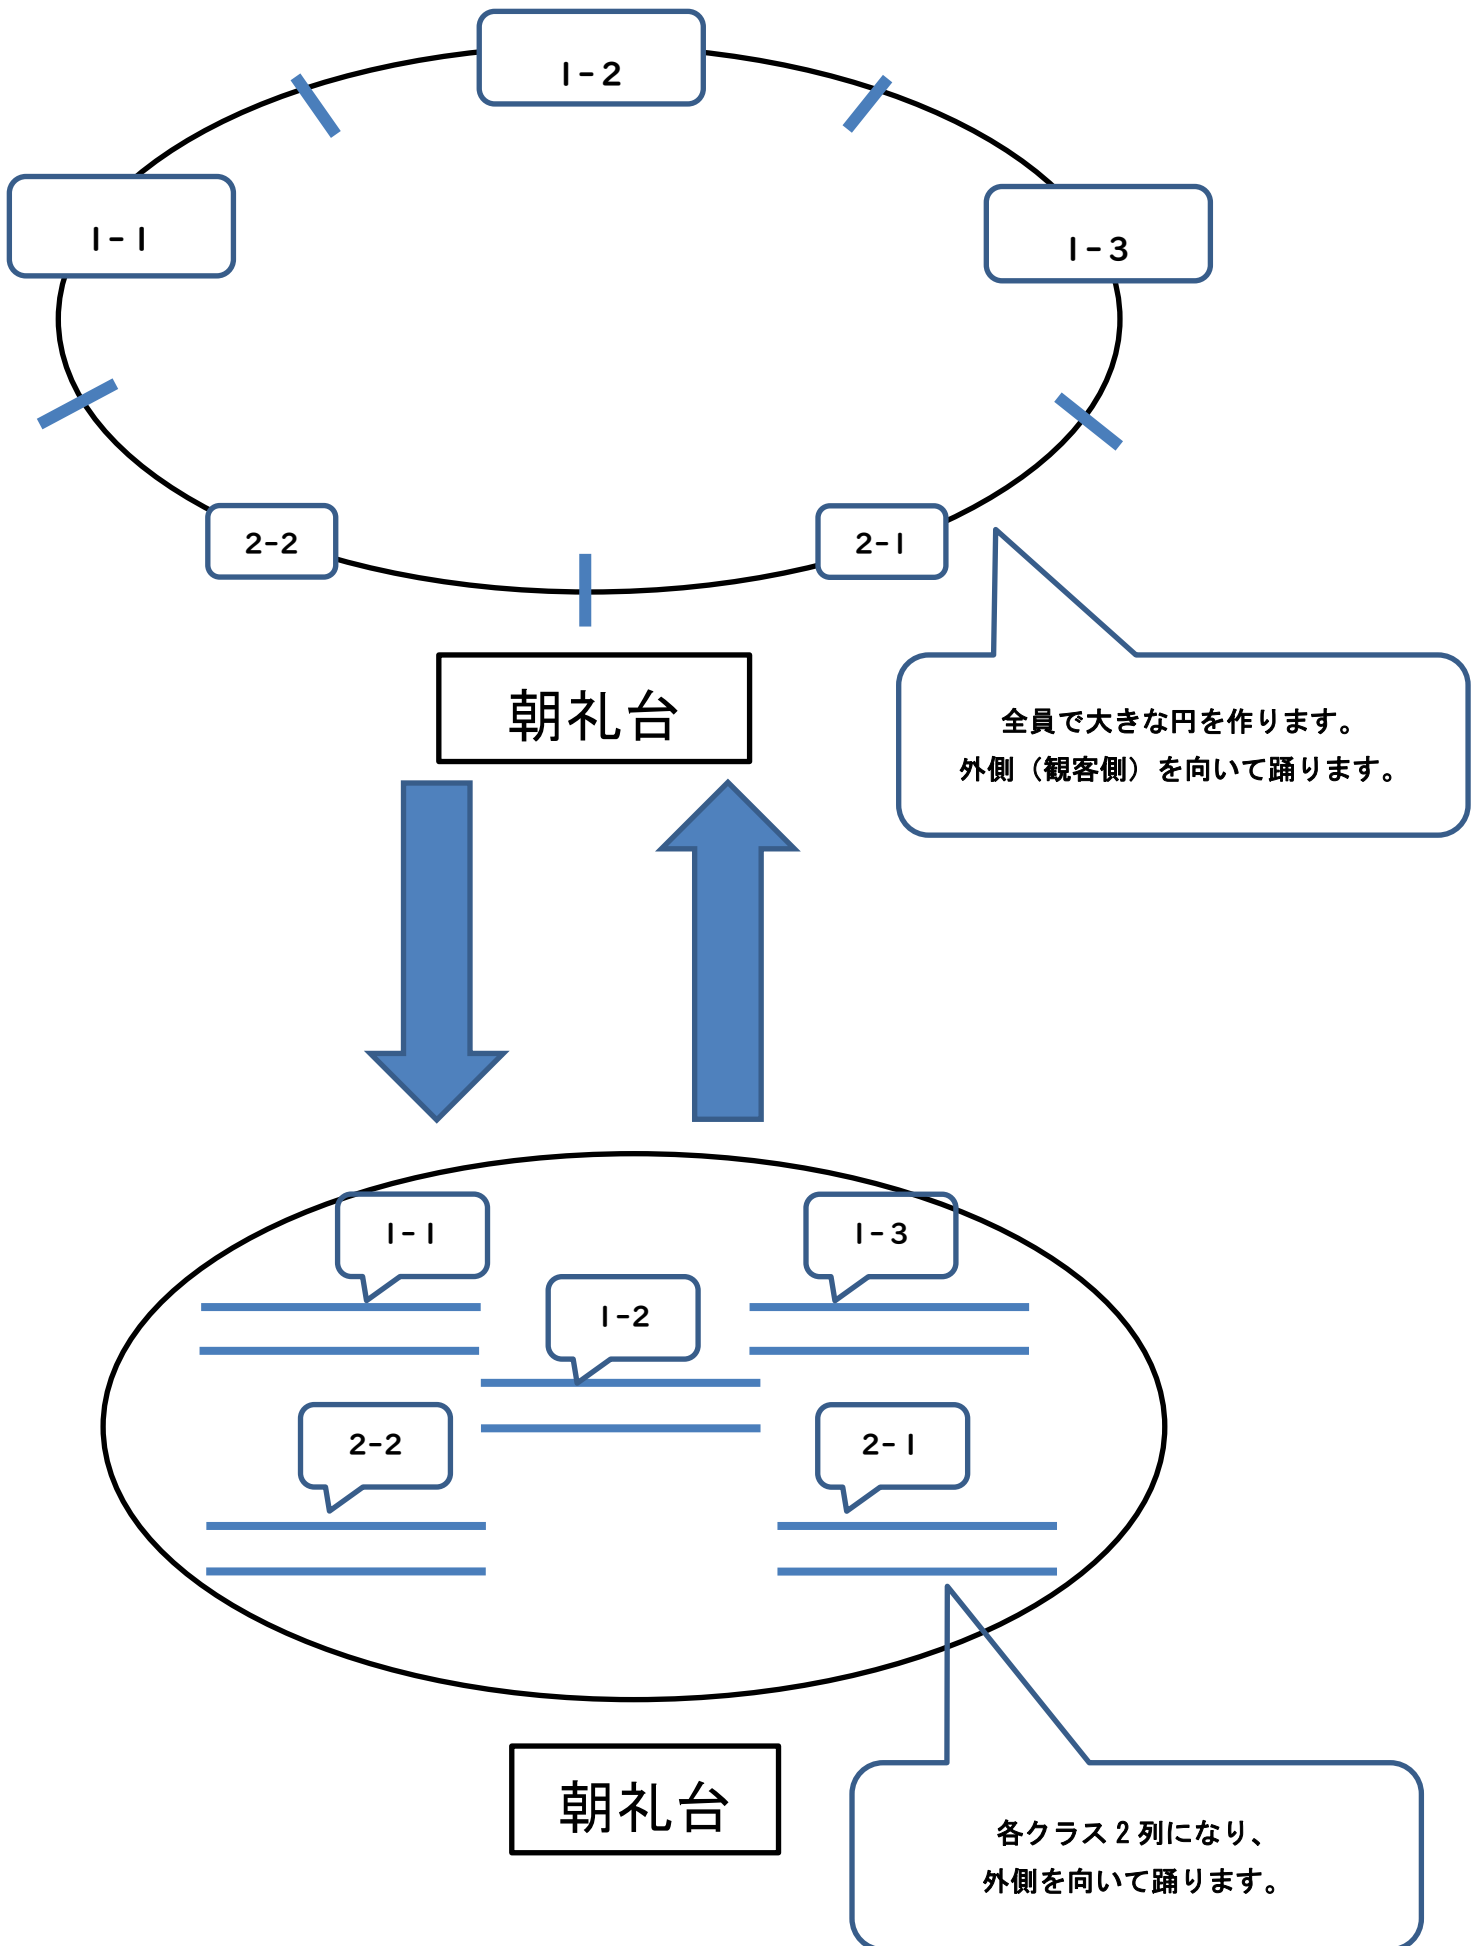 1-2
1-1
1-3
2-2
2-1
朝礼台
全員で大きな円を作ります。
外側（観客側）を向いて踊ります。
1-1
1-3
1-2
2-2
2-1
朝礼台
各クラス2列になり、
外側を向いて踊ります。